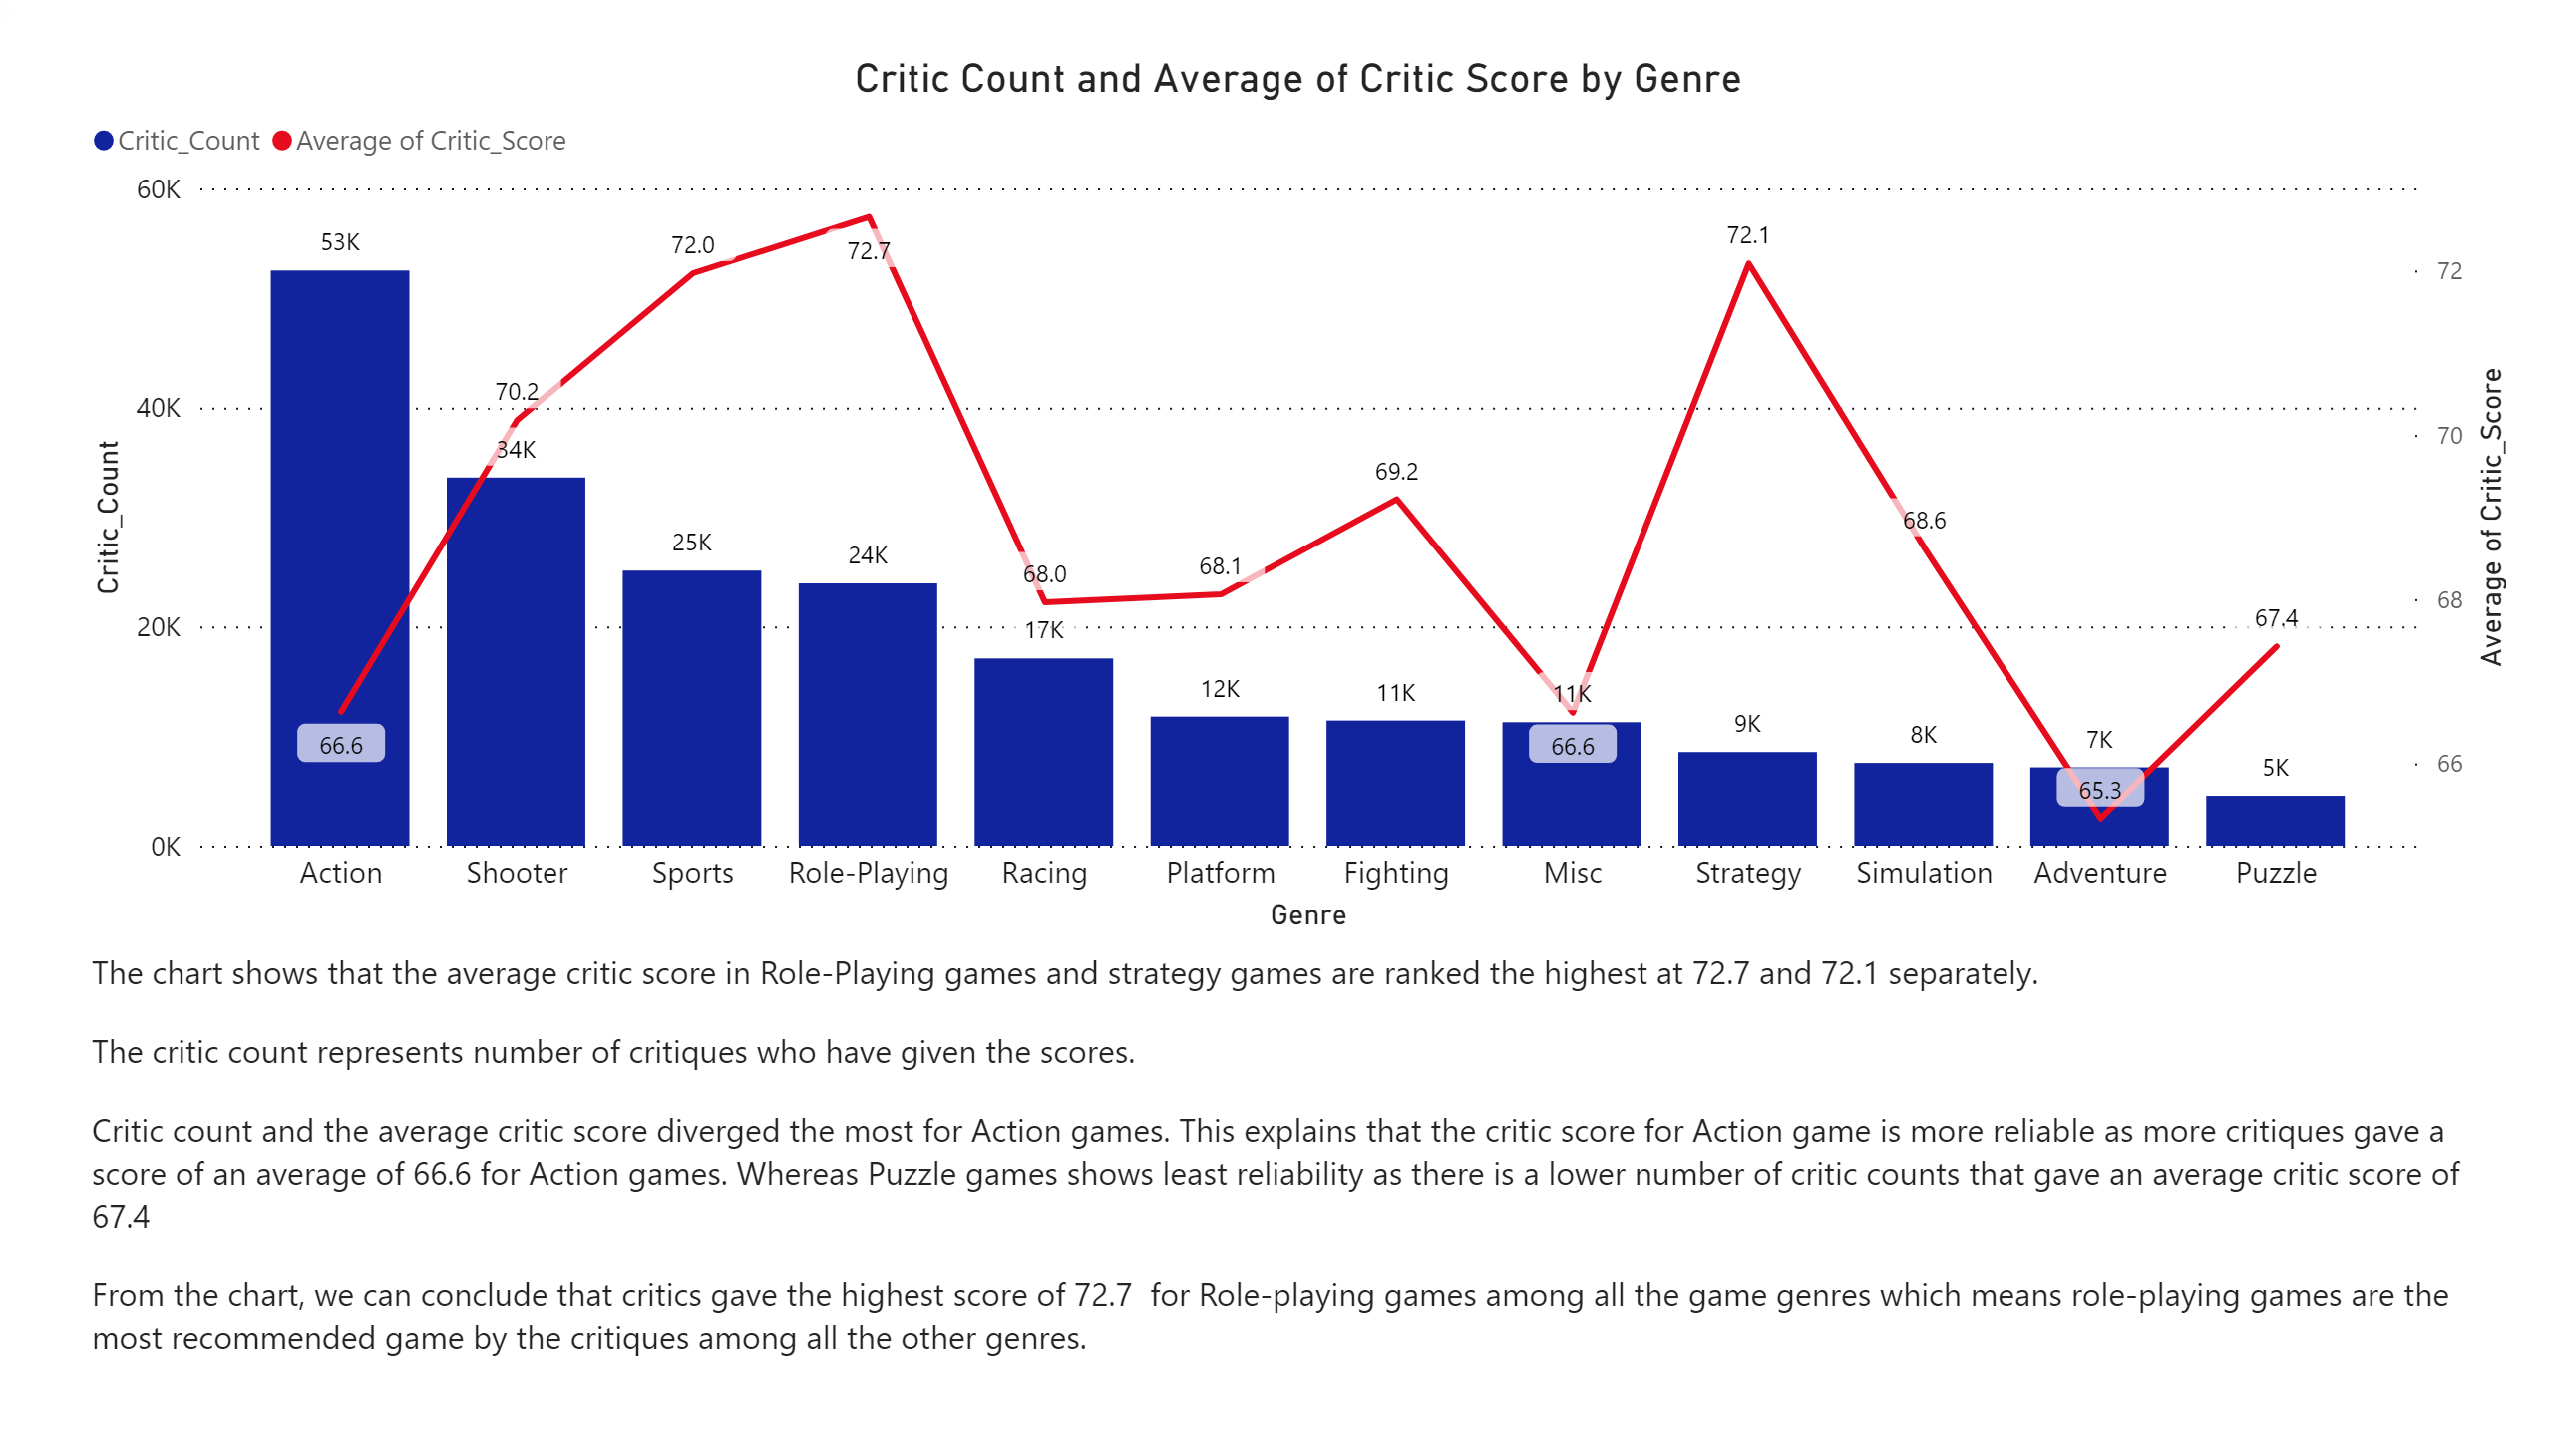 Critic Count and Average of Critic Score by Genre
Critic_Count Average of Critic_Score
60K
40K
20K
0K
Critic_Count
53K
34K
25K
24K
17K
12K
11K
11K
9K
8K
7K
5K
66.6
70.2
72.0
72.7
68.0
68.1
69.2
66.6
72.1
68.6
65.3
67.4
72
70
68
66
Average of Critic_Score
Action Shooter Sports Role-Playing Racing Platform Fighting Misc Strategy Simulation Adventure Puzzle
Genre
The chart shows that the average critic score in Role-Playing games and strategy games are ranked the highest at 72.7 and 72.1 separately.
The critic count represents number of critiques who have given the scores.
Critic count and the average critic score diverged the most for Action games. This explains that the critic score for Action game is more reliable as more critiques gave a
score of an average of 66.6 for Action games. Whereas Puzzle games shows least reliability as there is a lower number of critic counts that gave an average critic score of
67.4
From the chart, we can conclude that critics gave the highest score of 72.7  for Role-playing games among all the game genres which means role-playing games are the
most recommended game by the critiques among all the other genres.